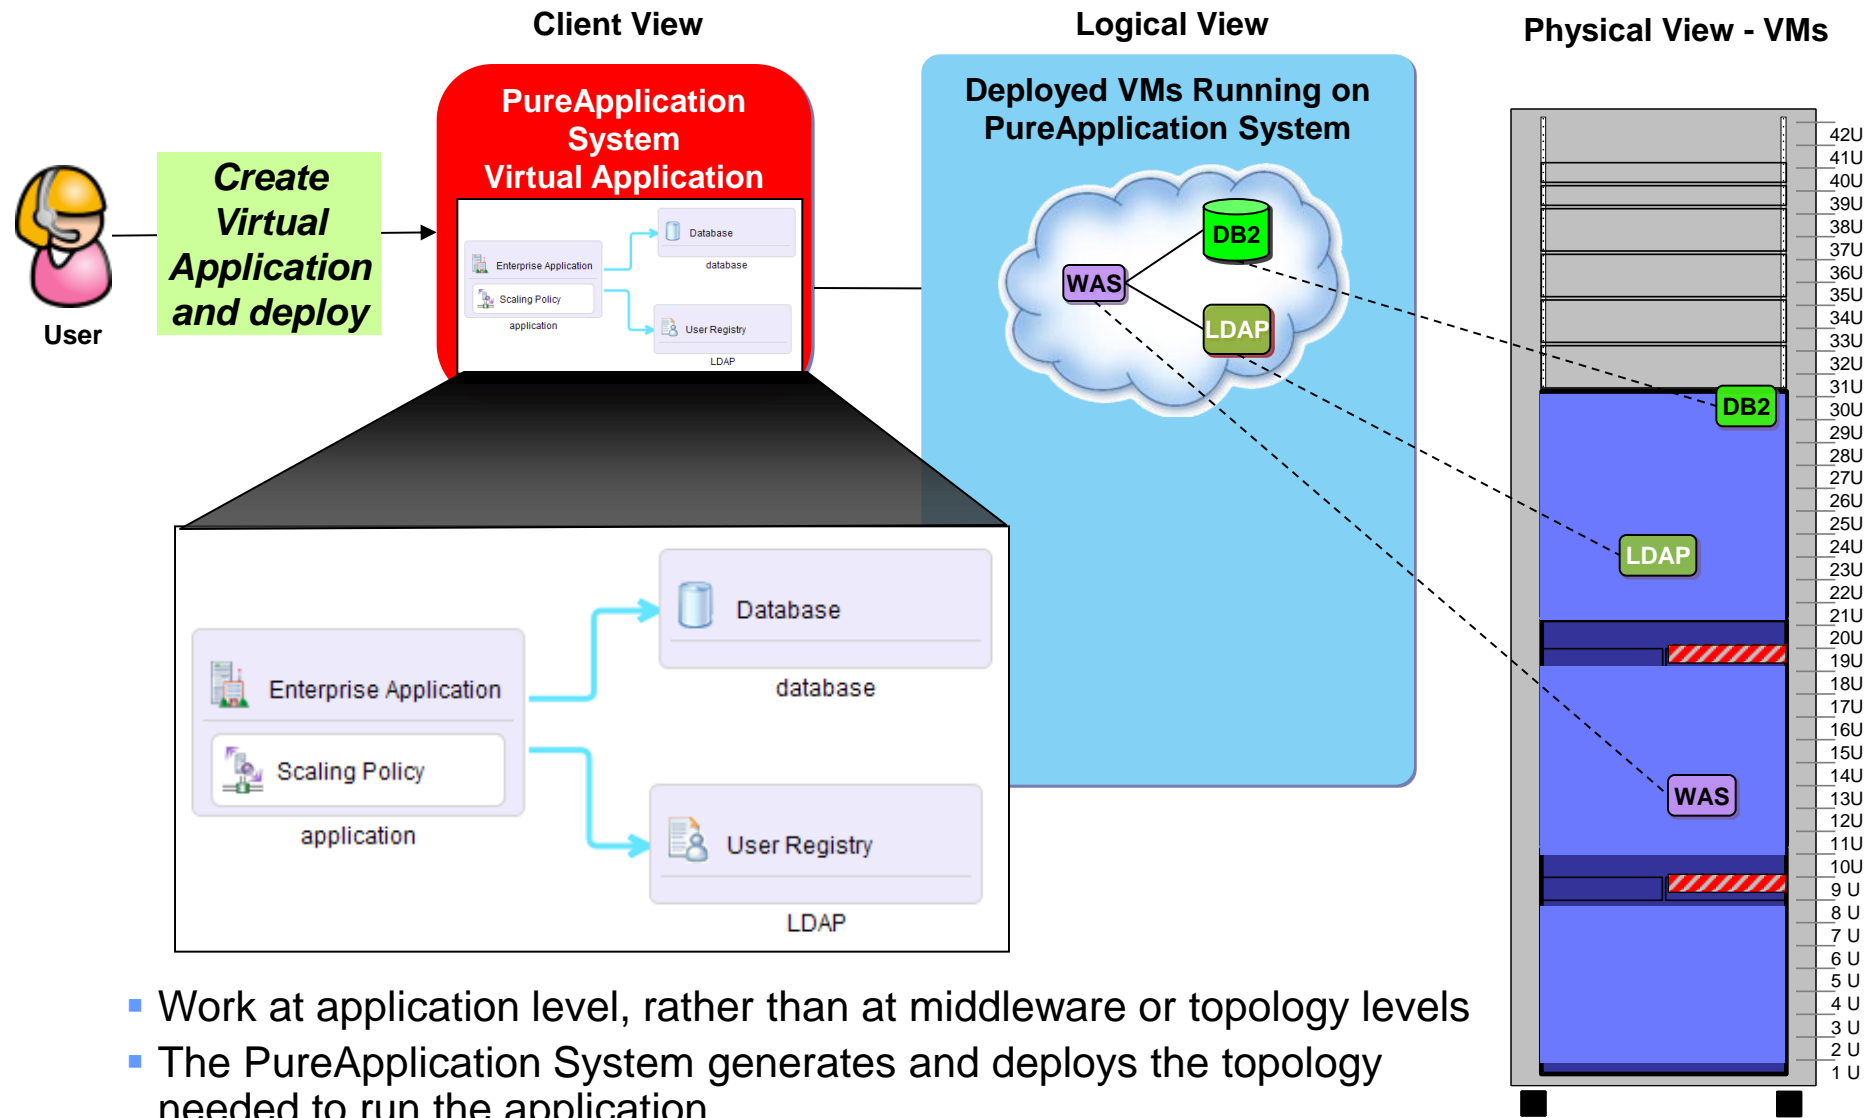 Client View
Logical View
Physical View - VMs
PureApplication
System
Virtual Application
Deployed VMs Running on
PureApplication System
Create
Virtual
Application
and deploy
User
Database
database
Enterprise Application
Scaling Policy
application
User Registry
LDAP
DB2
WAS
LDAP
DB2
LDAP
WAS
42U
41U
40U
39U
38U
37U
36U
35U
34U
33U
32U
31U
30U
29U
28U
27U
26U
25U
24U
23U
22U
21U
20U
19U
18U
17U
16U
15U
14U
13U
12U
11U
10U
9 U
8 U
7 U
6 U
5 U
4 U
3 U
2 U
1 U
Database
database
Enterprise Application
Scaling Policy
application
User Registry
LDAP
Work at application level, rather than at middleware or topology levels
The PureApplication System generates and deploys the topology
needed to run the application